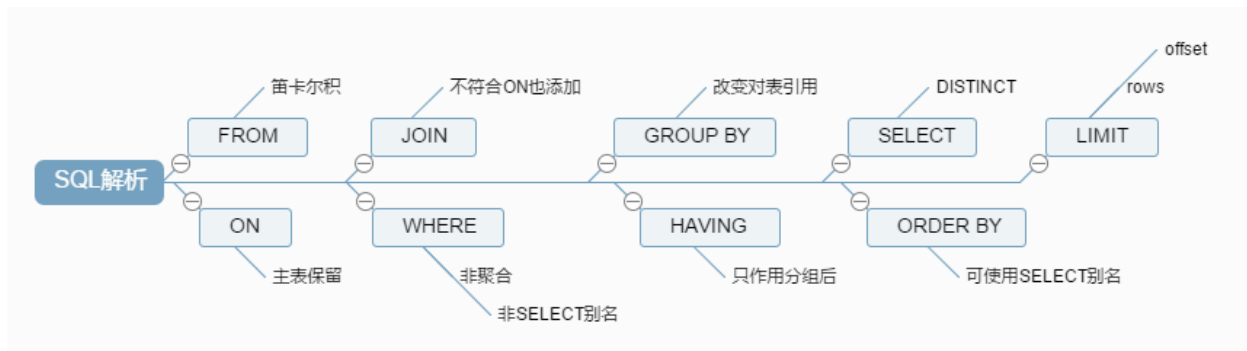 SQL解析
FROM
笛卡尔积
ON
主表保留
JOIN
不符合ON也添加
WHERE
非聚合
非SELECT别名
GROUP BY
改变对表引用
HAVING
只作用分组后
SELECT
DISTINCT
ORDER BY
可使用SELECT别名
LIMIT
rows
offset